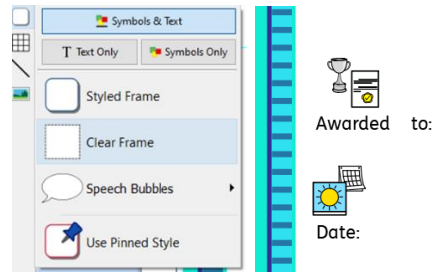 Symbols & Text
T Text Only Symbols Only
Styled Frame
Clear Frame
Speech Bubbles
Use Pinned Style
Awarded to:
Date: